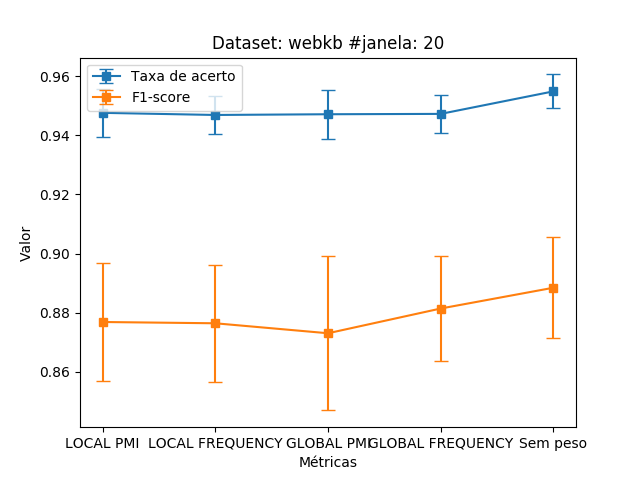 Dataset: webkb #janela: 20
Taxa de acerto
F1-score
0.96
0.94
0.92
0.90
0.88
0.86
Valor
LOCAL PMI LOCAL FREQUENCY GLOBAL PMI GLOBAL FREQUENCY Sem peso
Métricas